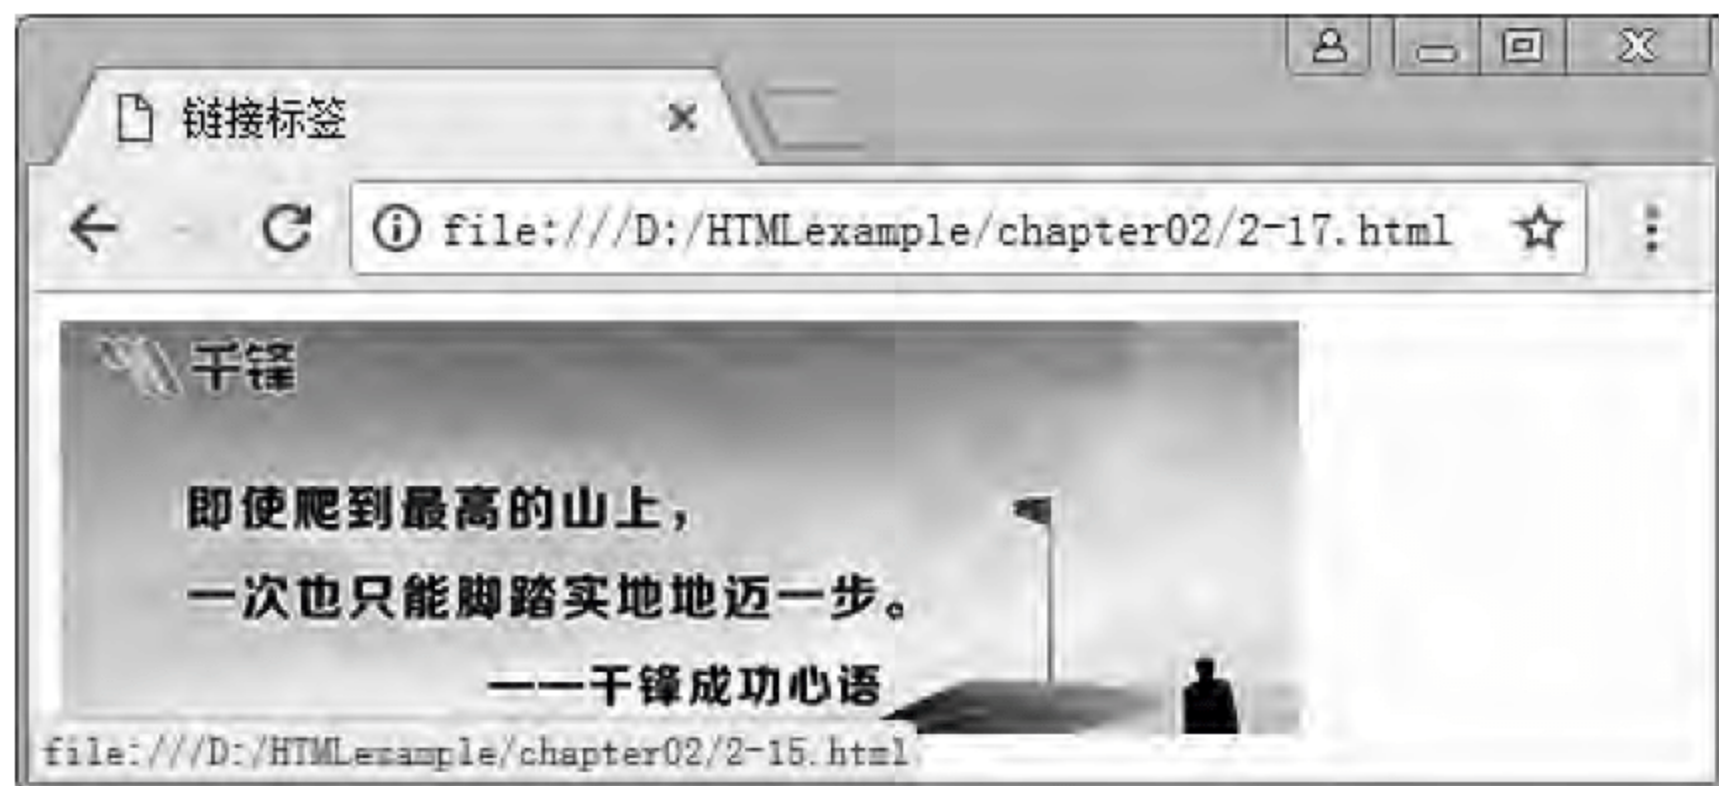 链接标签
file:///D:/HTMLexample/chapter02/2-17.html
千锋
即使爬到最高的山上，
一次也只能脚踏实地地迈一步。
——千锋成功心语
file:///D:/HTMLexample/chapter02/2-15.html